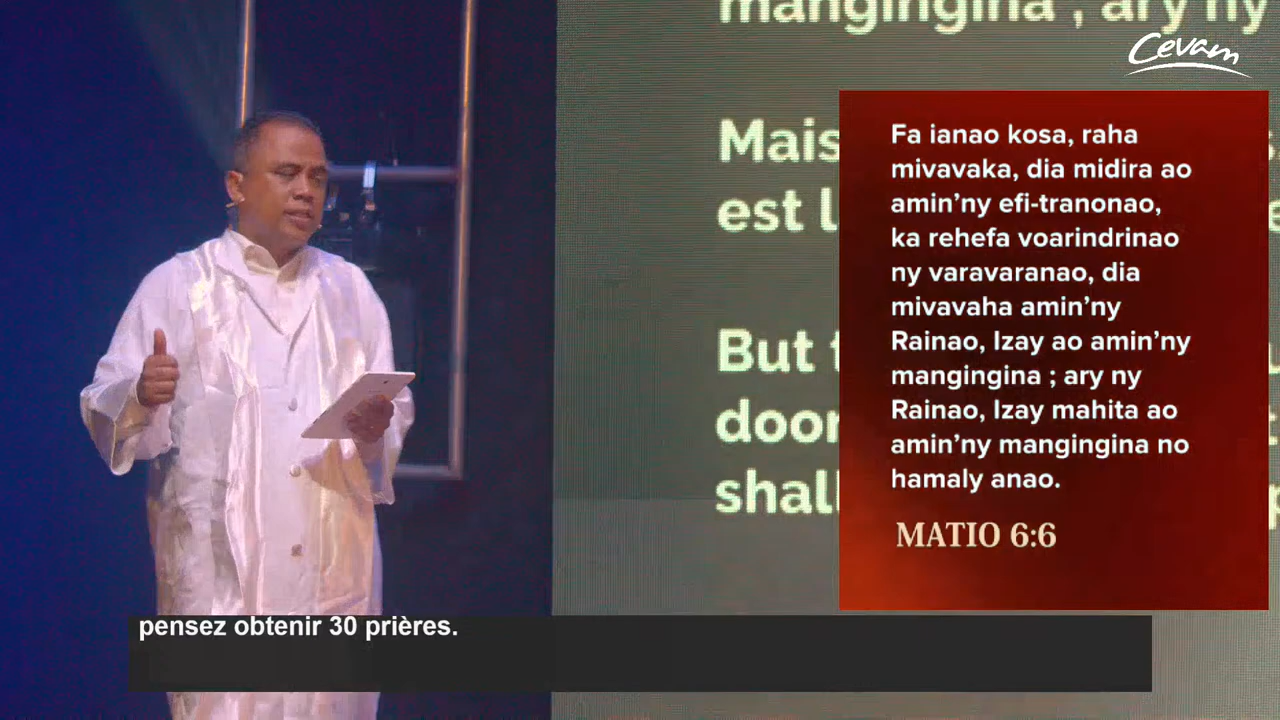 mangingina ; ary ny
Cevam
Mais
est l
But
door
shall
Fa ianao kosa, raha
mivavaka, dia midira ao
amin’ny efi-tranonao,
ka rehefa voarindrinao
ny varavaranao, dia
mivavaha amin’ny
Rainao, Izay ao amin’ny
mangingina ; ary ny
Rainao, Izay mahita ao
amin’ny mangingina no
hamaly anao.
MATIO 6:6
pensez obtenir 30 prières.